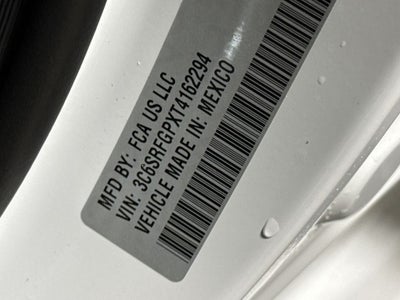 MFD BY: FCA US LLC
VIN: 3C6SRFGPXT4162294
VEHICLE MADE IN: MEXICO